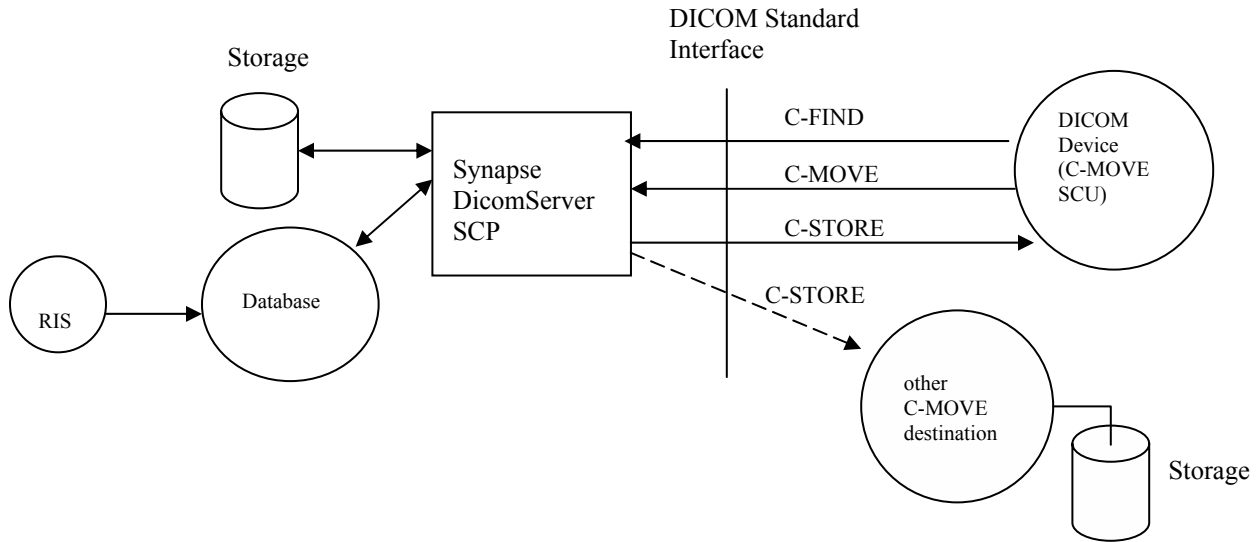 DICOM Standard
Interface
Storage
C-FIND
DICOM
Device
(C-MOVE
SCU)
Synapse
DicomServer
SCP
C-MOVE
C-STORE
C-STORE
Database
RIS
other
C-MOVE
destination
Storage